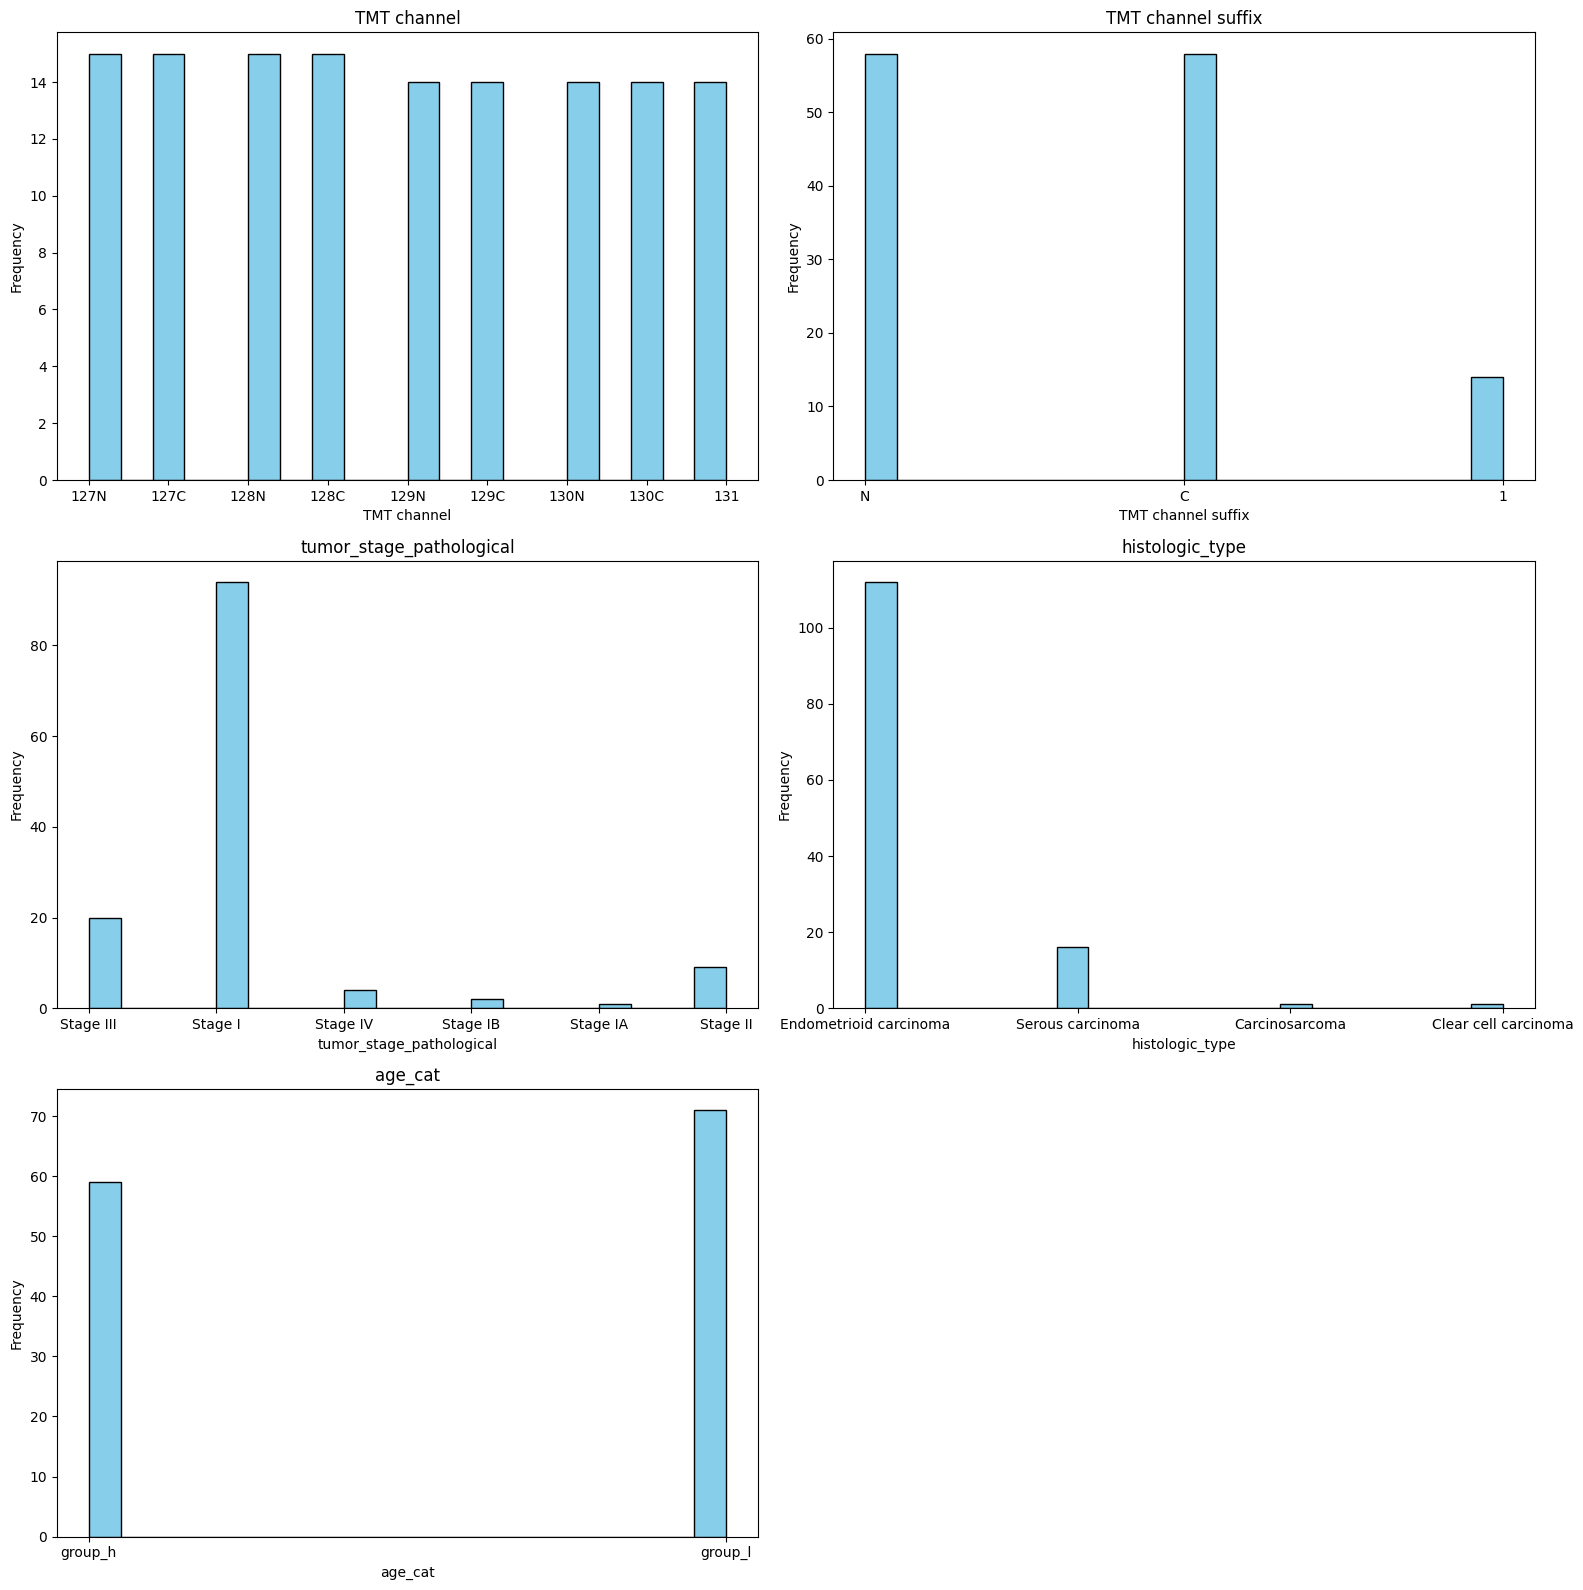 TMT channel
Frequency
14
12
10
8
6
4
2
0
127N 127C 128N 128C 129N 129C 130N 130C 131
TMT channel
TMT channel suffix
Frequency
60
50
40
30
20
10
0
N C 1
TMT channel suffix
tumor_stage_pathological
Frequency
80
60
40
20
0
Stage III Stage I Stage IV Stage IB Stage IA Stage II
tumor_stage_pathological
histologic_type
Frequency
100
80
60
40
20
0
Endometrioid carcinoma Serous carcinoma Carcinosarcoma Clear cell carcinoma
histologic_type
age_cat
Frequency
70
60
50
40
30
20
10
0
group_h group_l
age_cat